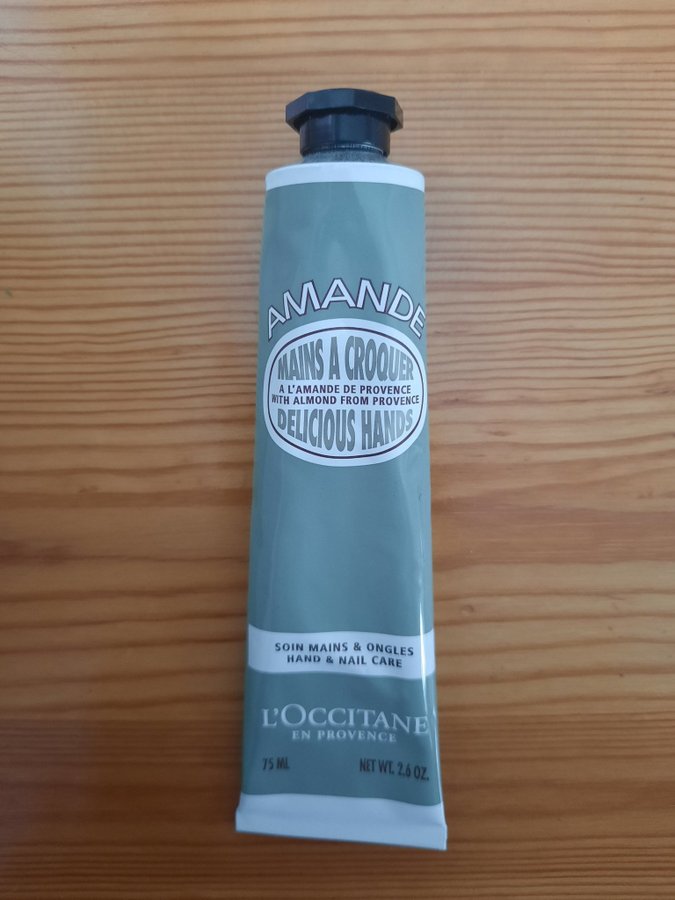 AMANDE
MAINS A CROQUER
A L'AMANDE DE PROVENCE
WITH ALMOND FROM PROVENCE
DELICIOUS HANDS
SOIN MAINS & ONGLES
HAND & NAIL CARE
L'OCCITANE
EN PROVENCE
75 ML NET WT. 2.6 OZ.